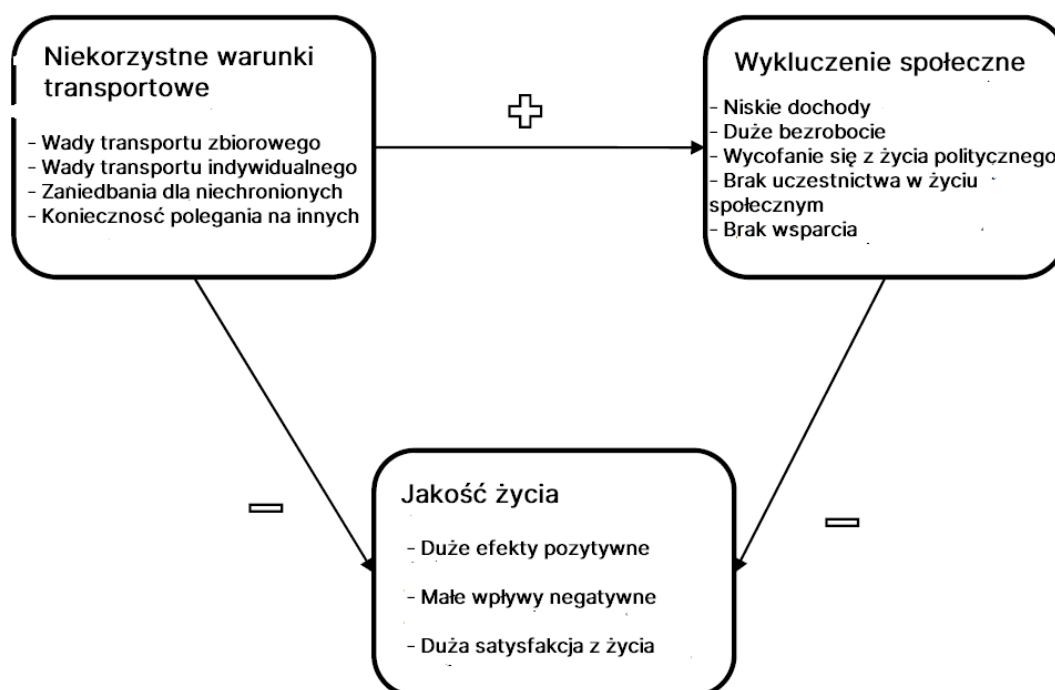 Niekorzystne warunki
transportowe
- Wady transportu zbiorowego
- Wady transportu indywidualnego
- Zaniedbania dla niechronionych
- Konieczność polegania na innych
Wykluczenie społeczne
- Niskie dochody
- Duże bezrobocie
- Wycofanie się z życia politycznego
- Brak uczestnictwa w życiu
społecznym
- Brak wsparcia
Jakość życia
- Duże efekty pozytywne
- Małe wpływy negatywne
- Duża satysfakcja z życia